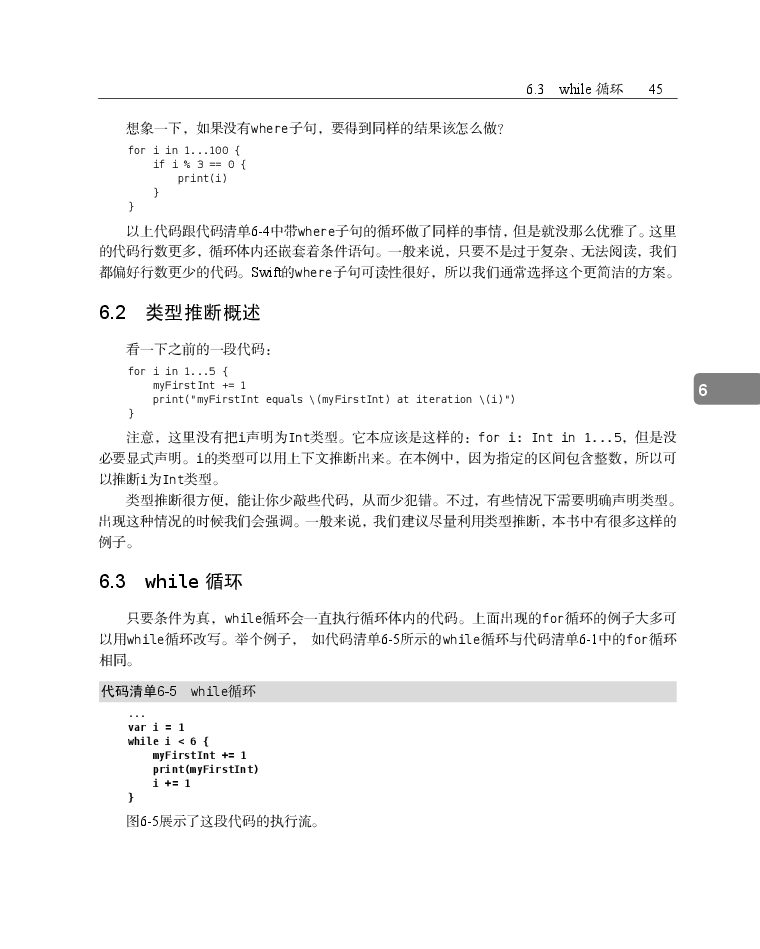 6.3 while 循环 45
想象一下，如果没有where子句，要得到同样的结果该怎么做？
for i in 1...100 {
    if i % 3 == 0 {
        print(i)
    }
}
以上代码跟代码清单6-4中带where子句的循环做了同样的事情，但是就没那么优雅了。这里
的代码行数更多，循环体内还嵌套着条件语句。一般来说，只要不是过于复杂、无法阅读，我们
都偏好行数更少的代码。Swift的where子句可读性很好，所以我们通常选择这个更简洁的方案。
6.2 类型推断概述
看一下之前的一段代码：
for i in 1...5 {
    myFirstInt += 1
    print("myFirstInt equals \(myFirstInt) at iteration \(i)")
}
6
注意，这里没有把i声明为Int类型。它本应该是这样的：for i: Int in 1...5，但是没
必要显式声明。i的类型可以用上下文推断出来。在本例中，因为指定的区间包含整数，所以可
以推断i为Int类型。
类型推断很方便，能让你少敲些代码，从而少犯错。不过，有些情况下需要明确声明类型。
出现这种情况的时候我们会强调。一般来说，我们建议尽量利用类型推断，本书中有很多这样的
例子。
6.3 while 循环
只要条件为真，while循环会一直执行循环体内的代码。上面出现的for循环的例子大多可
以用while循环改写。举个例子， 如代码清单6-5所示的while循环与代码清单6-1中的for循环
相同。
代码清单6-5 while循环
...
var i = 1
while i < 6 {
    myFirstInt += 1
    print(myFirstInt)
    i += 1
}
图6-5展示了这段代码的执行流。